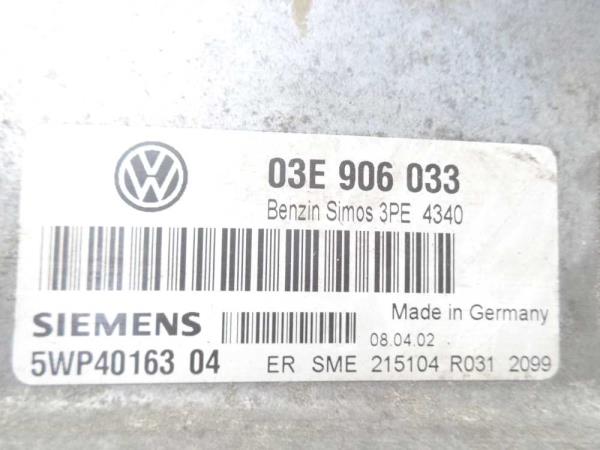 03E 906 033
Benzin Simos 3PE 4340
Made in Germany
SIEMENS
08.04.02
5WP40163 04
ER SME 215104 R031 2099